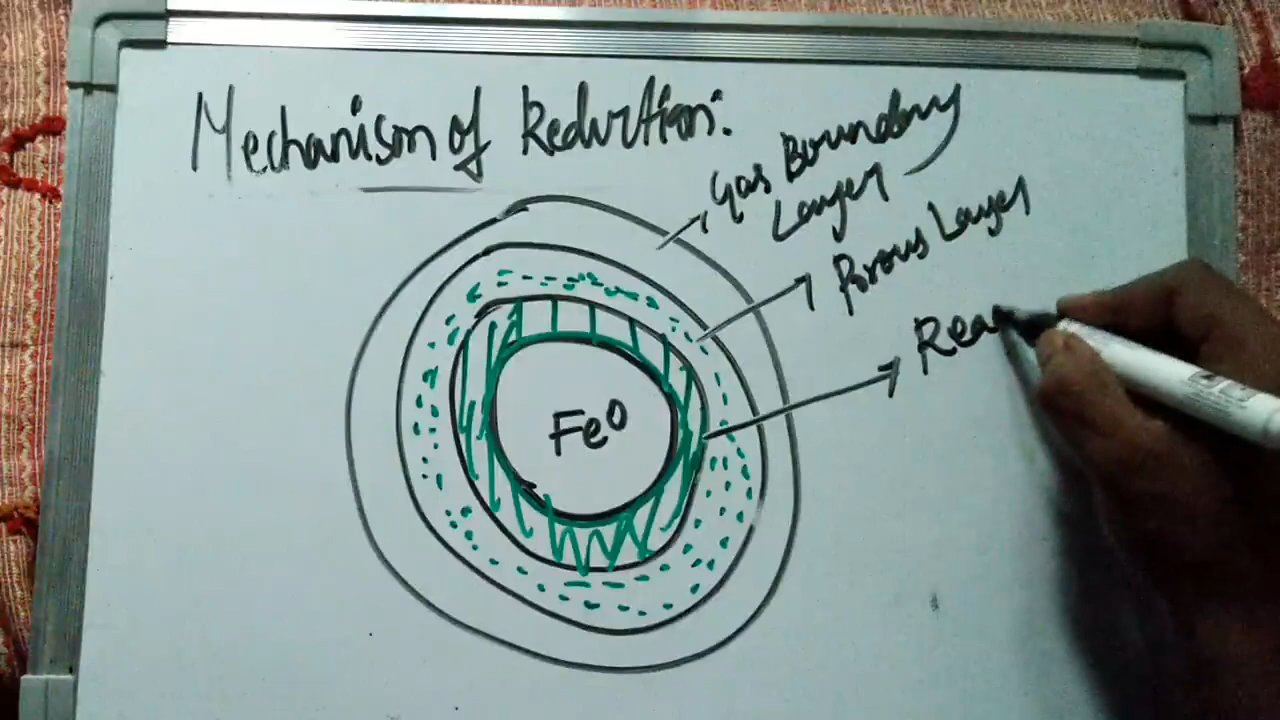 Mechanism of Reduction:
Gas Boundary
Layer
Porous Layer
Rea
FeO